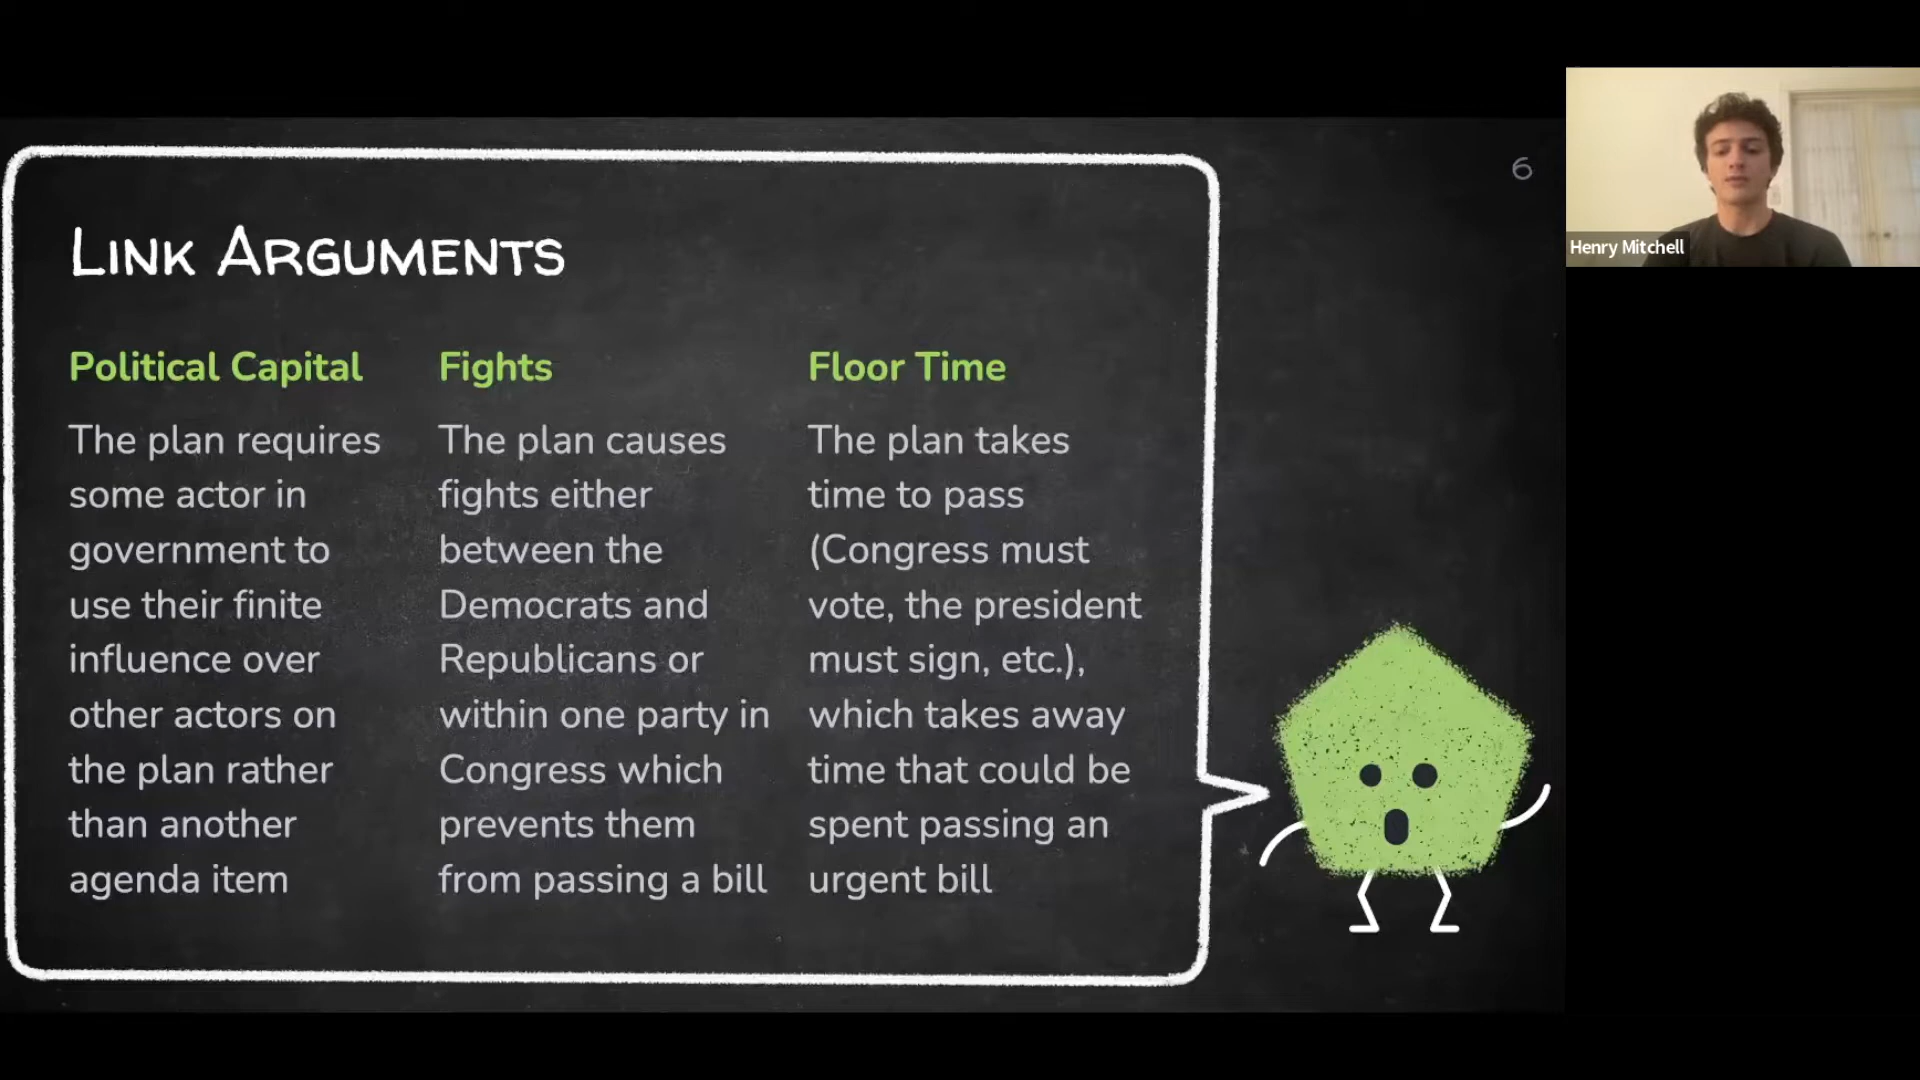 6
LINK ARGUMENTS
Political Capital
The plan requires
some actor in
government to
use their finite
influence over
other actors on
the plan rather
than another
agenda item
Fights
The plan causes
fights either
between the
Democrats and
Republicans or
within one party in
Congress which
prevents them
from passing a bill
Floor Time
The plan takes
time to pass
(Congress must
vote, the president
must sign, etc.),
which takes away
time that could be
spent passing an
urgent bill
Henry Mitchell